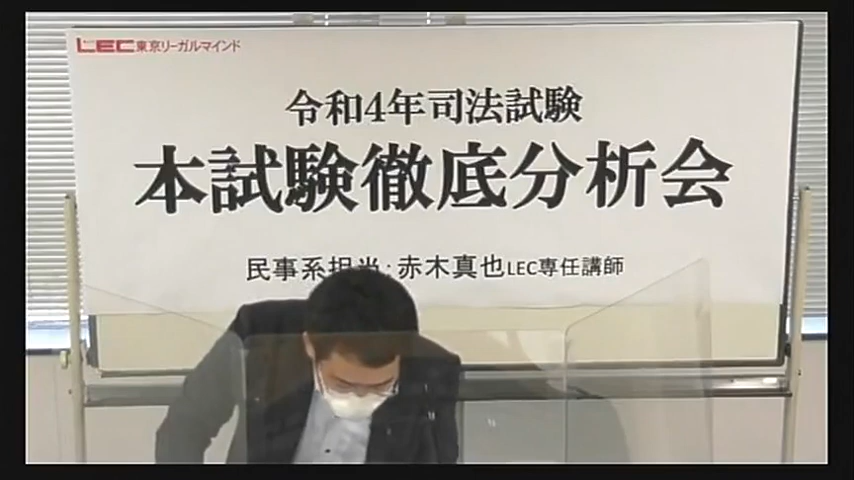 LEC東京リーガルマインド
令和4年司法試験
本試験徹底分析会
民事系担当：赤木真也LEC専任講師